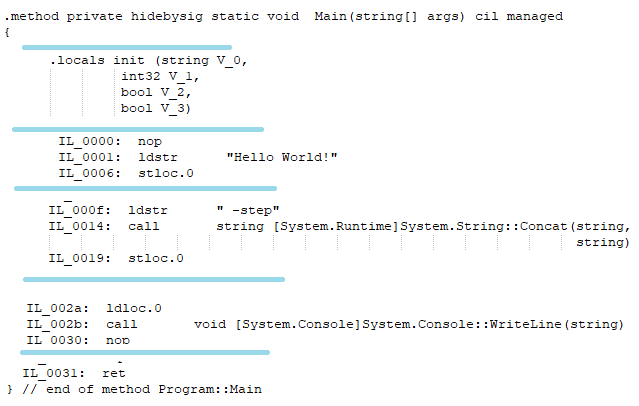 .method private hidebysig static void  Main(string[] args) cil managed
{
.locals init (string V_0,
int32 V_1,
bool V_2,
bool V_3)
IL_0000:  nop
IL_0001:  ldstr      "Hello World!"
IL_0006:  stloc.0
IL_000f:  ldstr      " -step"
IL_0014:  call       string [System.Runtime]System.String::Concat(string,
string)
IL_0019:  stloc.0
IL_002a:  ldloc.0
IL_002b:  call       void [System.Console]System.Console::WriteLine(string)
IL_0030:  nop
IL_0031:  ret
} // end of method Program::Main